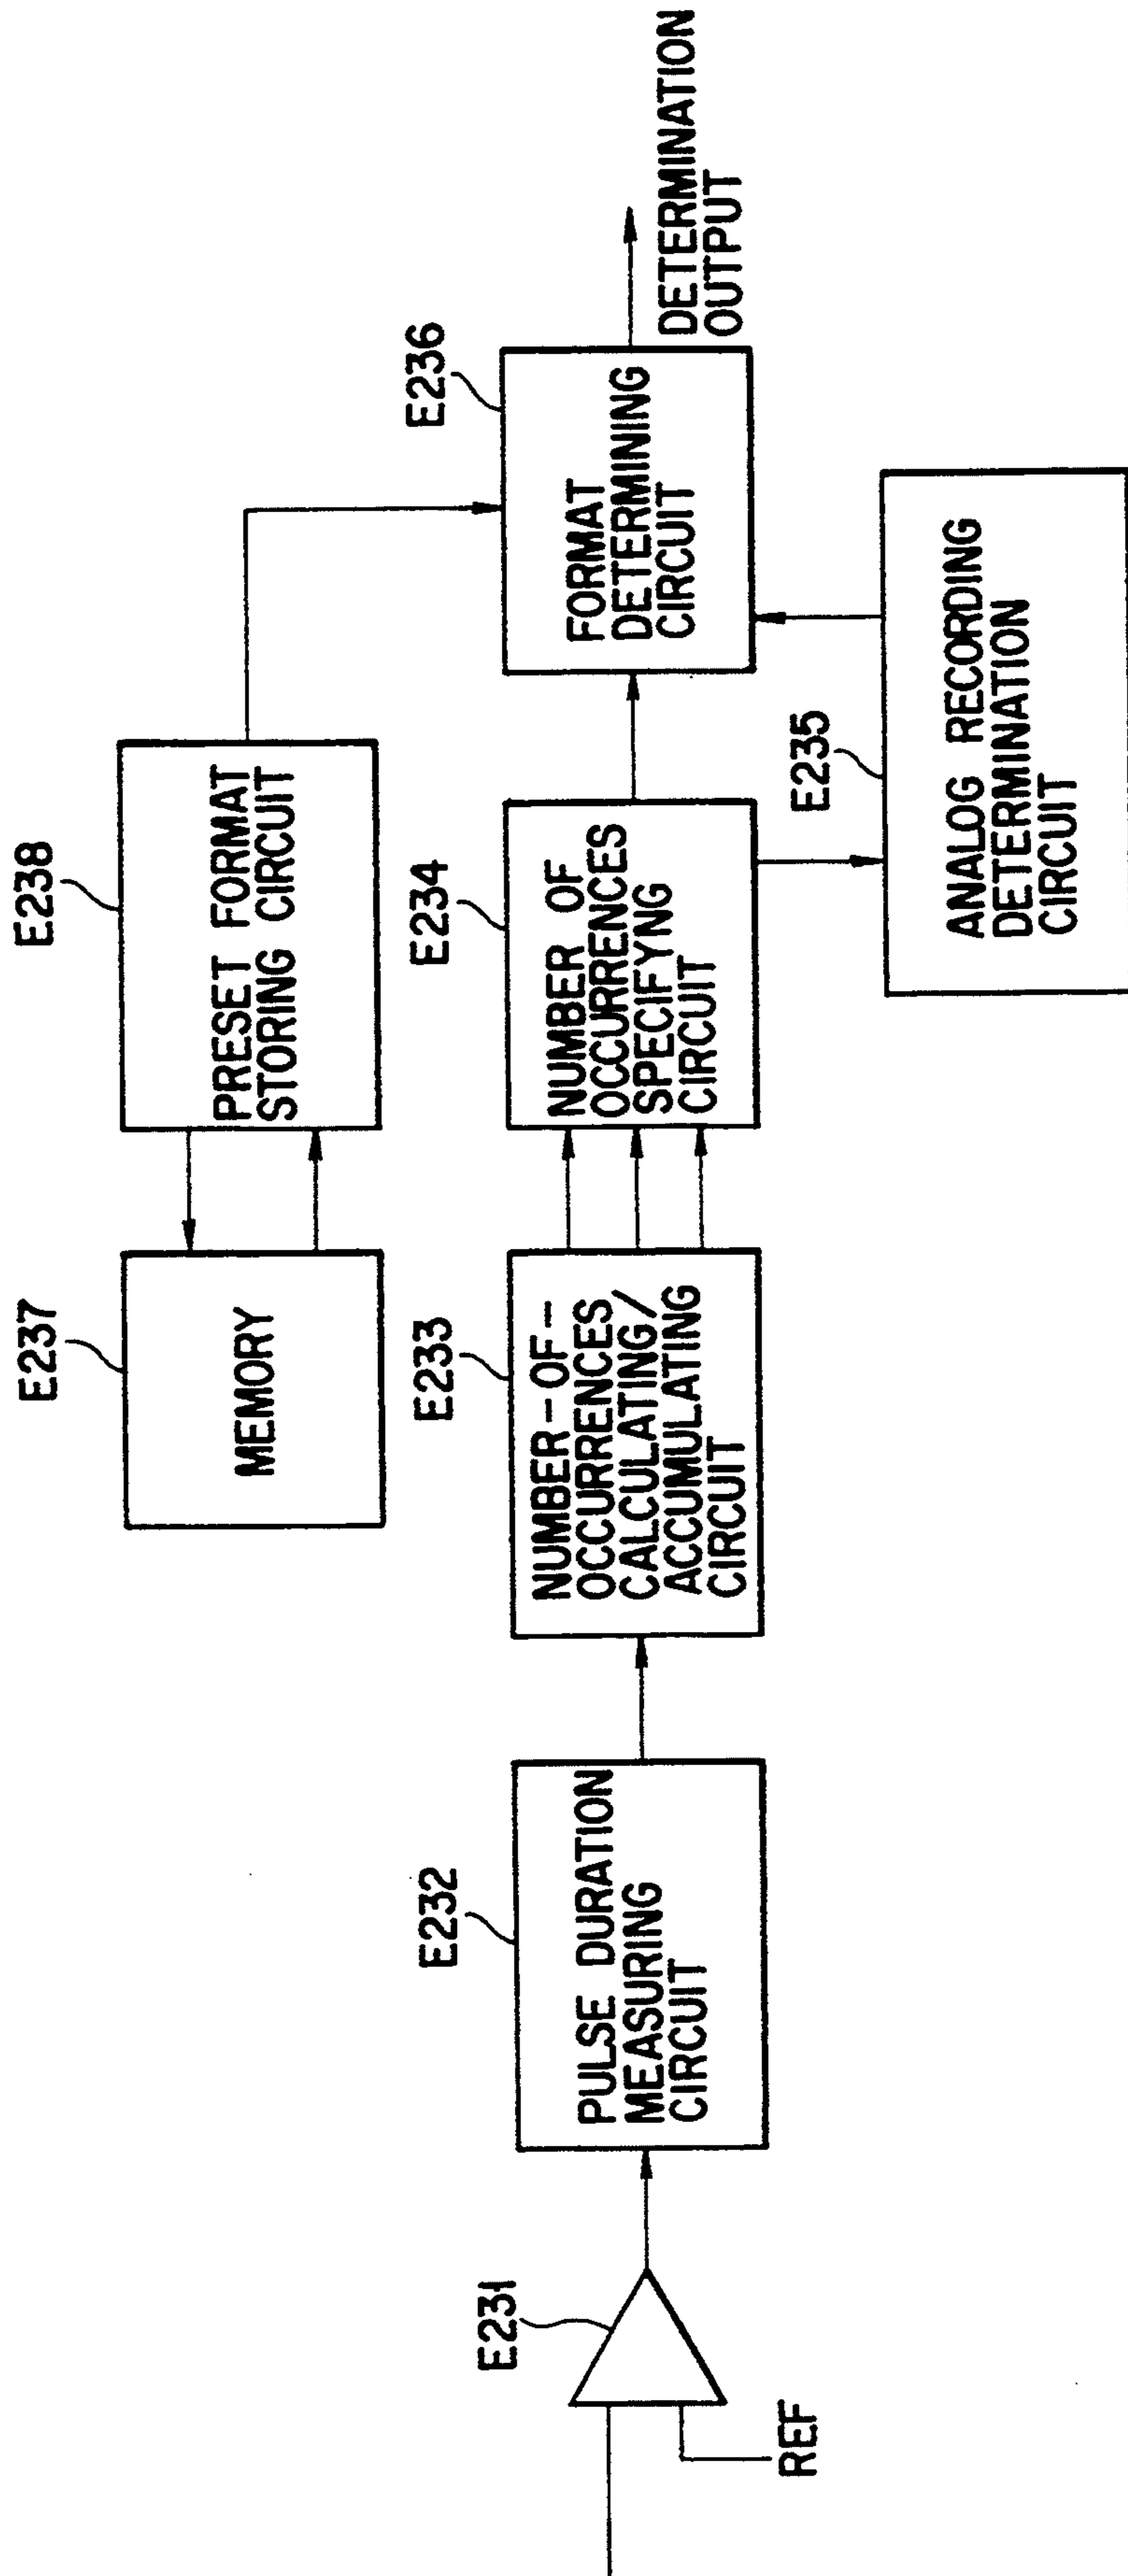 E237
MEMORY
E238
PRESET FORMAT
STORING CIRCUIT
E231
REF
E232
PULSE DURATION
MEASURING
CIRCUIT
E233
NUMBER-OF-
OCCURRENCES
CALCULATING/
ACCUMULATING
CIRCUIT
E234
NUMBER OF
OCCURRENCES
SPECIFYNG
CIRCUIT
E236
FORMAT
DETERMINING
CIRCUIT
DETERMINATION
OUTPUT
E235
ANALOG RECORDING
DETERMINATION
CIRCUIT